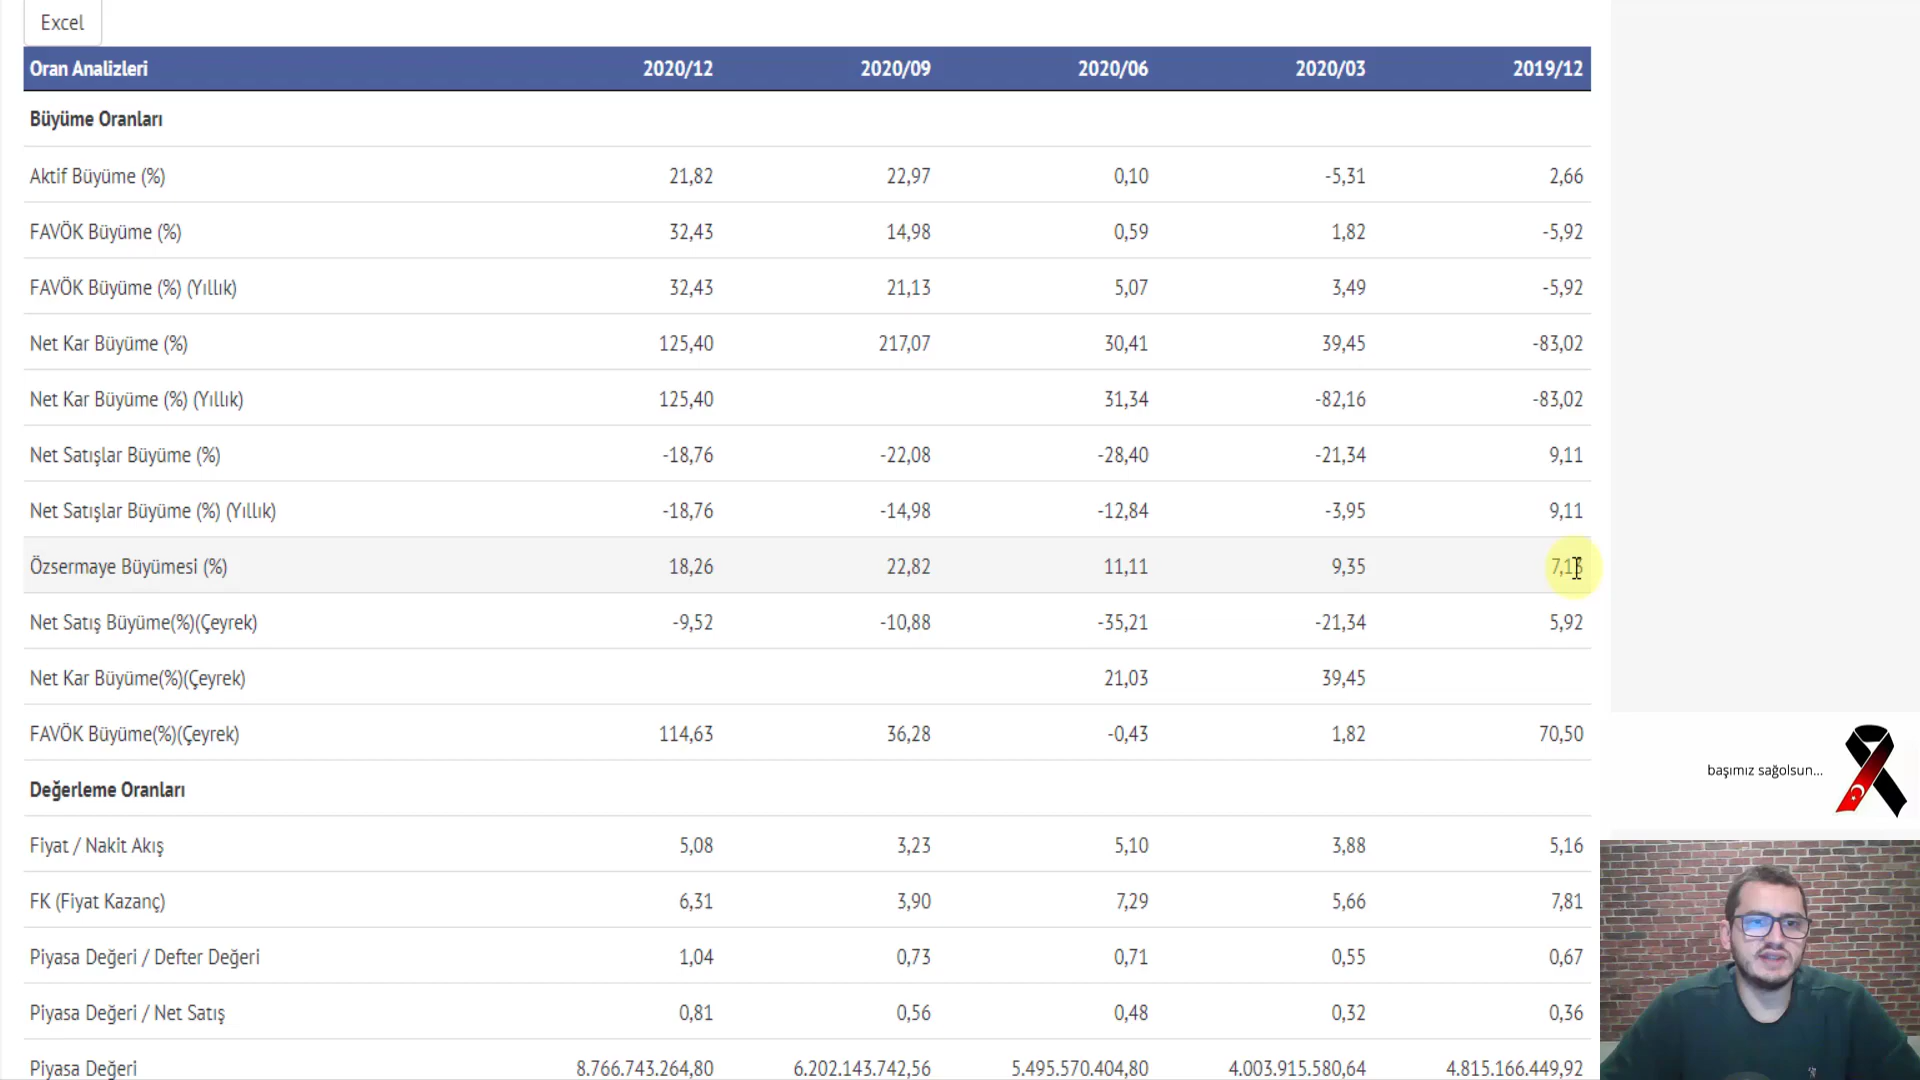 Excel
Oran Analizleri 2020/12 2020/09 2020/06 2020/03 2019/12
Büyüme Oranları
Aktif Büyüme (%) 21,82 22,97 0,10 -5,31 2,66
FAVÖK Büyüme (%) 32,43 14,98 0,59 1,82 -5,92
FAVÖK Büyüme (%) (Yıllık) 32,43 21,13 5,07 3,49 -5,92
Net Kar Büyüme (%) 125,40 217,07 30,41 39,45 -83,02
Net Kar Büyüme (%) (Yıllık) 125,40 31,34 -82,16 -83,02
Net Satışlar Büyüme (%) -18,76 -22,08 -28,40 -21,34 9,11
Net Satışlar Büyüme (%) (Yıllık) -18,76 -14,98 -12,84 -3,95 9,11
Özsermaye Büyümesi (%) 18,26 22,82 11,11 9,35
Net Satış Büyüme(%)(Çeyrek) -9,52 -10,88 -35,21 -21,34 5,92
Net Kar Büyüme(%)(Çeyrek) 21,03 39,45
FAVÖK Büyüme(%)(Çeyrek) 114,63 36,28 -0,43 1,82 70,50
Değerleme Oranları
Fiyat / Nakit Akış 5,08 3,23 5,10 3,88 5,16
FK (Fiyat Kazanç) 6,31 3,90 7,29 5,66 7,81
Piyasa Değeri / Defter Değeri 1,04 0,73 0,71 0,55 0,67
Piyasa Değeri / Net Satış 0,81 0,56 0,48 0,32 0,36
Piyasa Değeri 8.766.743.264,80 6.202.143.742,56 5.495.570.404,80 4.003.915.580,64 4.815.166.449,92
başımız sağolsun...